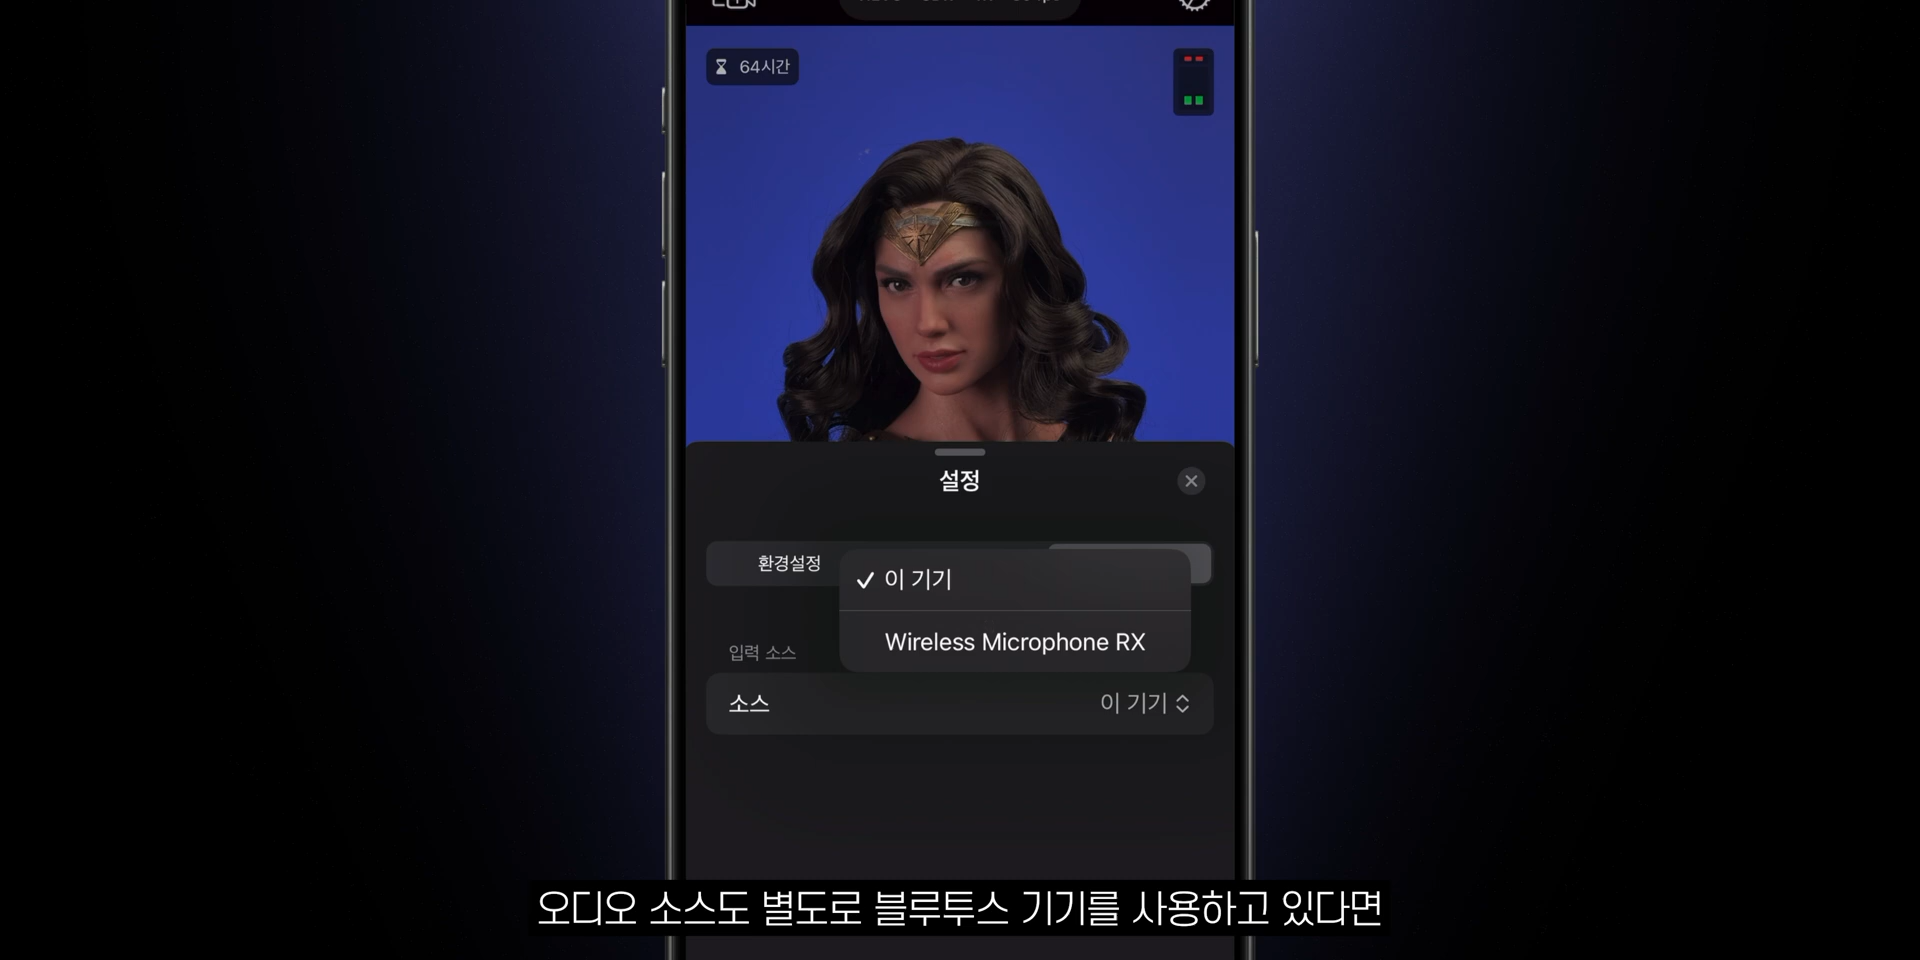 64시간
설정
환경설정
이 기기
Wireless Microphone RX
입력 소스
소스
이 기기
오디오 소스도 별도로 블루투스 기기를 사용하고 있다면